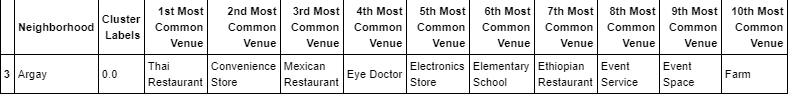 Neighborhood Cluster Labels 1st Most Common Venue 2nd Most Common Venue 3rd Most Common Venue 4th Most Common Venue 5th Most Common Venue 6th Most Common Venue 7th Most Common Venue 8th Most Common Venue 9th Most Common Venue 10th Most Common Venue
3 Argay 0.0 Thai Restaurant Convenience Store Mexican Restaurant Eye Doctor Electronics Store Elementary School Ethiopian Restaurant Event Service Event Space Farm